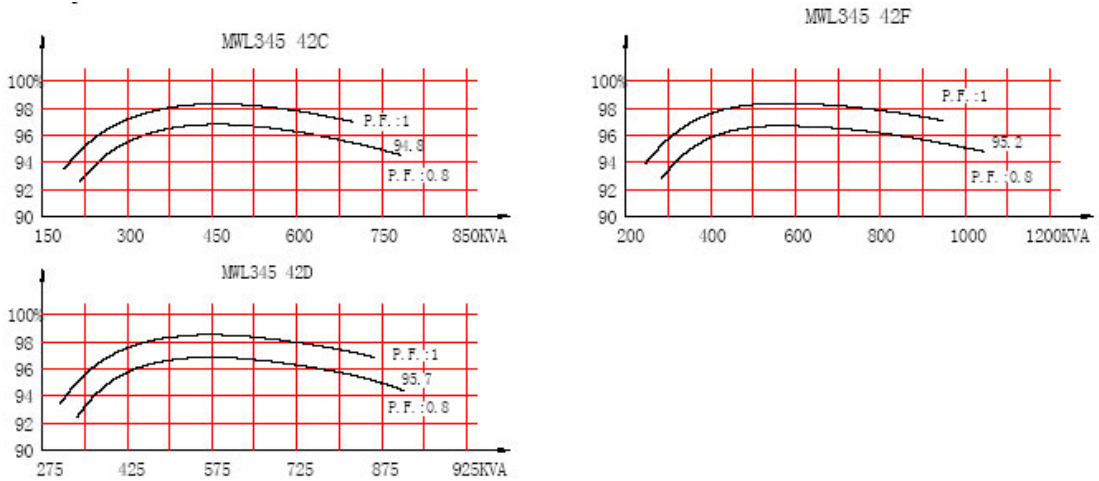 MWL345 42C
100%
98
96
94
92
90
P.F.:1
94.8
P.F.:0.8
150 300 450 600 750 850KVA
MWL345 42F
100%
98
96
94
92
90
P.F.:1
95.2
P.F.:0.8
200 400 600 800 1000 1200KVA
MWL345 42D
100%
98
96
94
92
90
P.F.:1
95.7
P.F.:0.8
275 425 575 725 875 925KVA